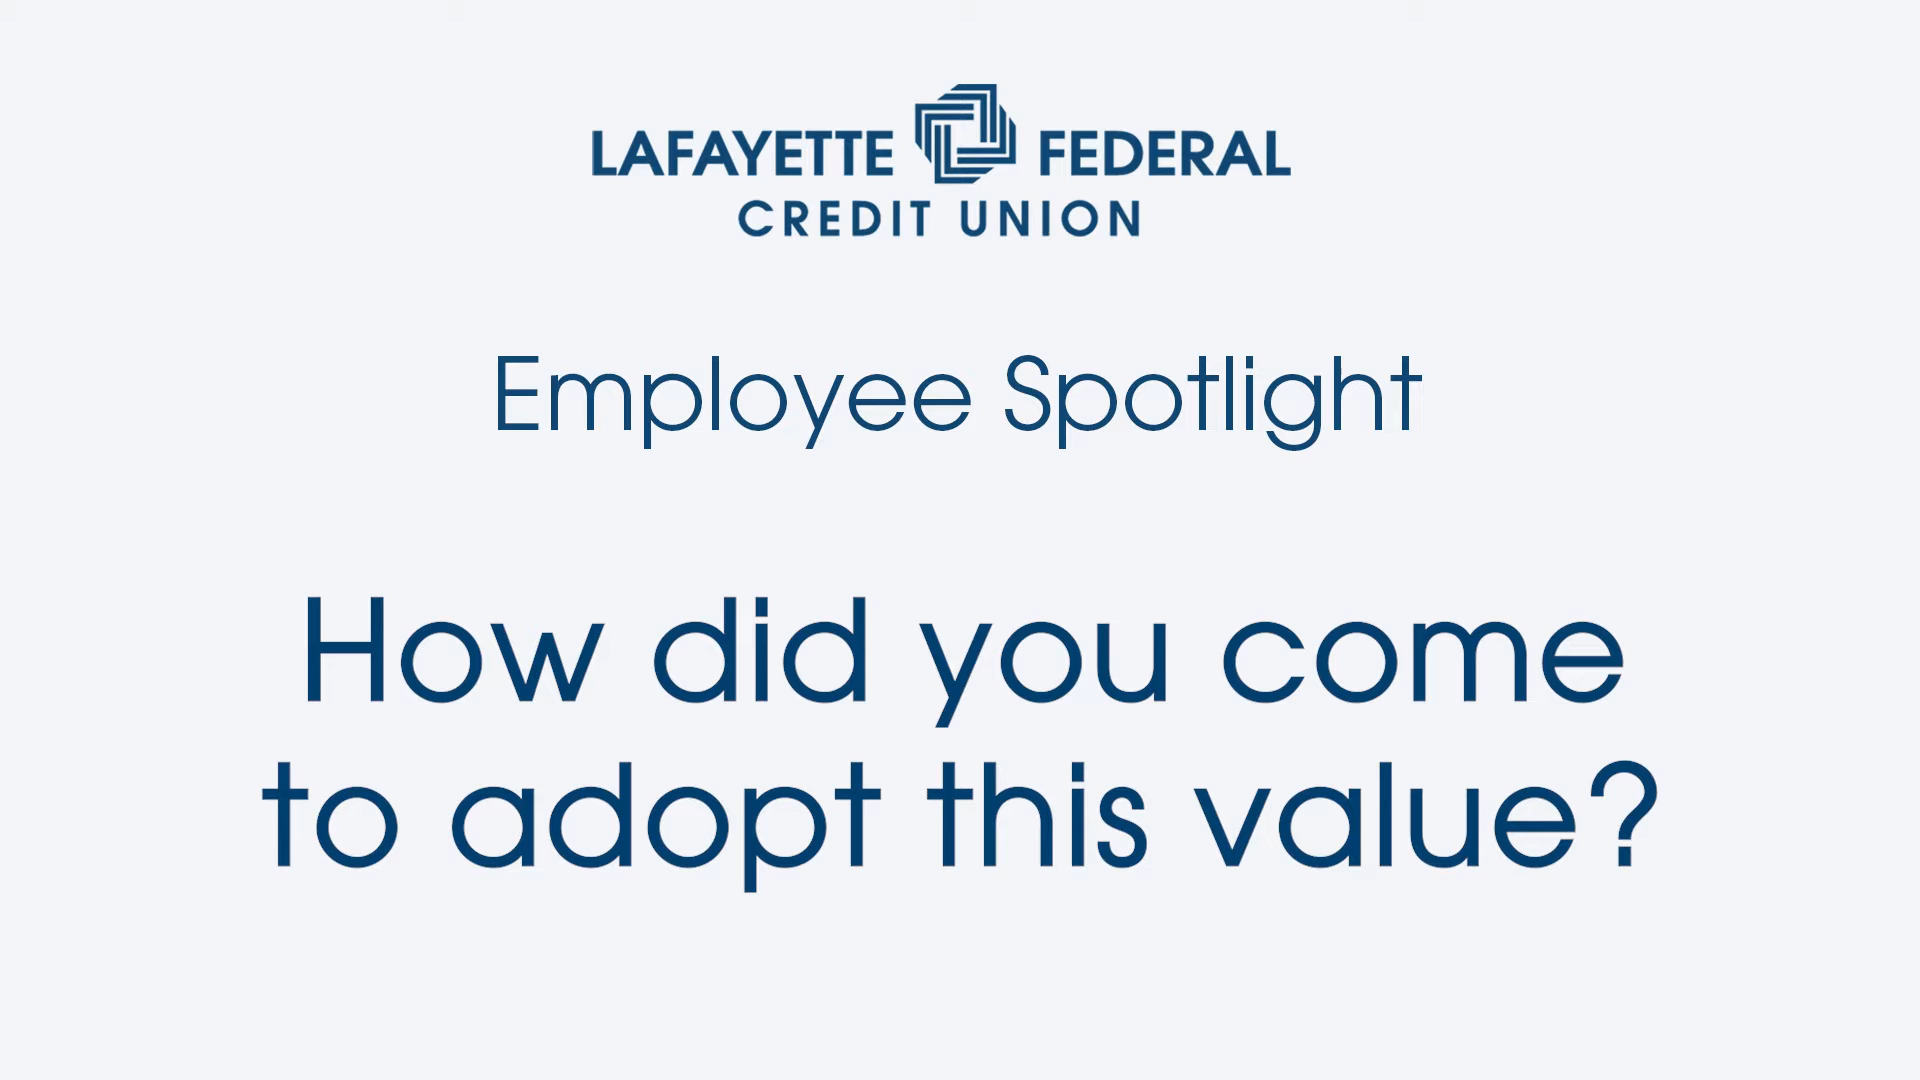 LAFAYETTE FEDERAL
CREDIT UNION
Employee Spotlight
How did you come
to adopt this value?